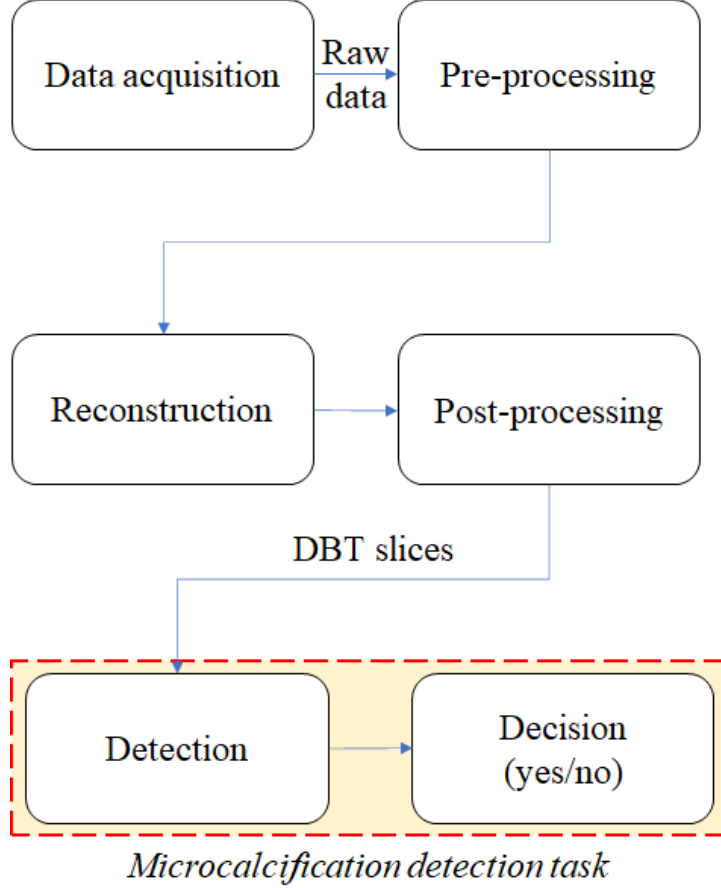 Data acquisition
Raw
data
Pre-processing
Reconstruction
Post-processing
DBT slices
Detection
Decision
(yes/no)
Microcalcification detection task